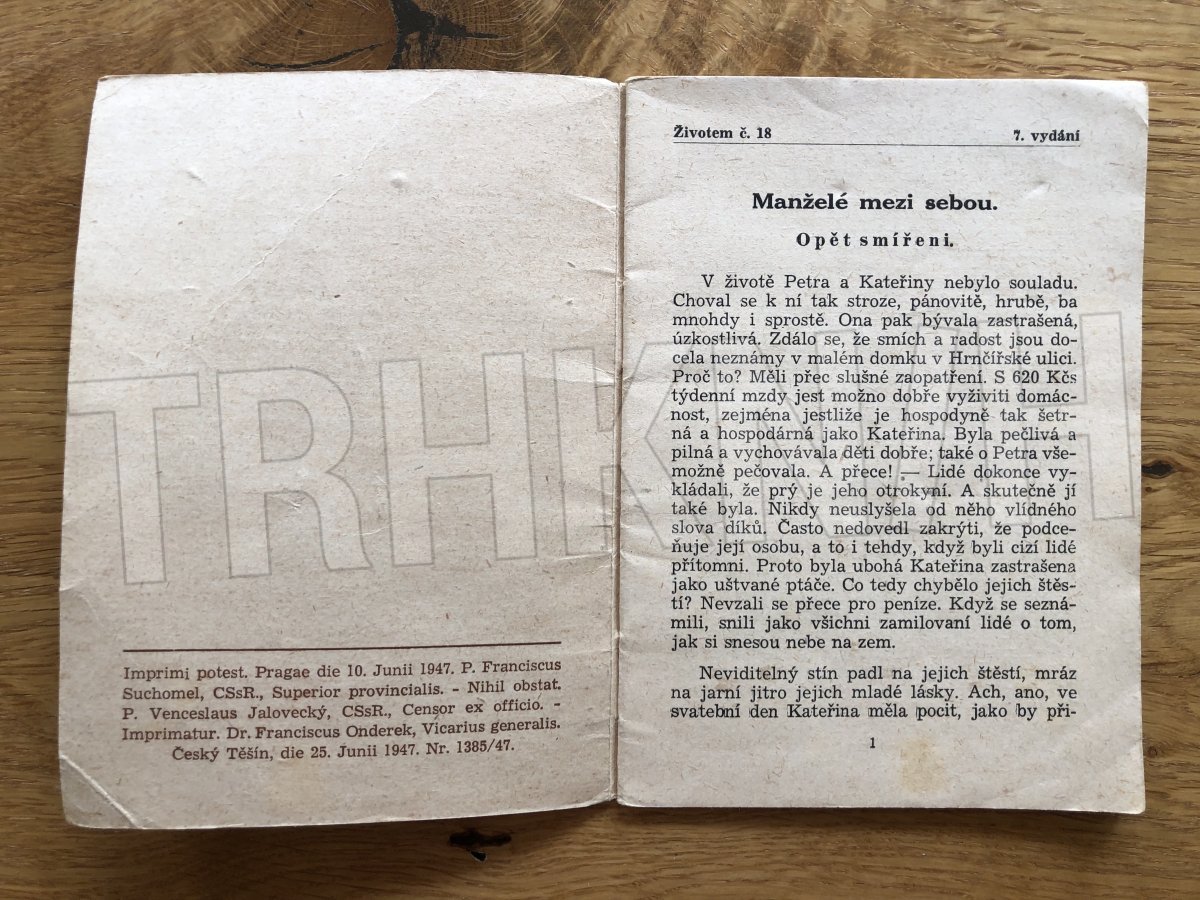 Imprimi potest. Pragae die 10. Junii 1947. P. Franciscus
Suchomel, CSsR., Superior provincialis. - Nihil obstat.
P. Venceslaus Jalovecký, CSsR., Censor ex officio. -
Imprimatur. Dr. Franciscus Onderek, Vicarius generalis.
Český Těšín, die 25. Junii 1947. Nr. 1385/47.
Životem č. 18 7. vydání
Manželé mezi sebou.
Opět smířeni.
V životě Petra a Kateřiny nebylo souladu.
Choval se k ní tak stroze, pánovitě, hrubě, ba
mnohdy i sprostě. Ona pak bývala zastrašená,
úzkostlivá. Zdálo se, že smích a radost jsou do-
cela neznámy v malém domku v Hrnčířské ulici.
Proč to? Měli přec slušné zaopatření. S 620 Kčs
týdenní mzdy jest možno dobře vyživiti domác-
nost, zejména jestliže je hospodyně tak šetr-
ná a hospodárná jako Kateřina. Byla pečlivá a
pilná a vychovávala děti dobře; také o Petra vše-
možně pečovala. A přece! — Lidé dokonce vy-
kládali, že prý je jeho otrokyní. A skutečně jí
také byla. Nikdy neuslyšela od něho vlídného
slova díků. Často nedovedl zakrýti, že podce-
ňuje její osobu, a to i tehdy, když byli cizí lidé
přítomni. Proto byla ubohá Kateřina zastrašena
jako uštvané ptáče. Co tedy chybělo jejich štěs-
tí? Nevzali se přece pro peníze. Když se sezná-
mili, snili jako všichni zamilovaní lidé o tom,
jak si snesou nebe na zem.
Neviditelný stín padl na jejich štěstí, mráz
na jarní jitro jejich mladé lásky. Ach, ano, ve
svatební den Kateřina měla pocit, jako by při-
1
TRHKNIH